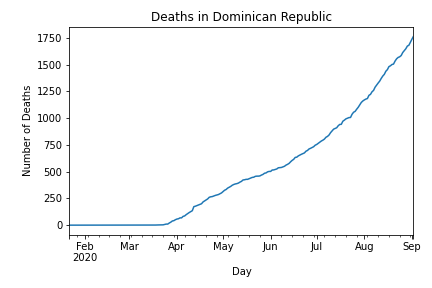 Deaths in Dominican Republic
1750
1500
1250
1000
750
500
250
0
Number of Deaths
Feb Mar Apr May Jun Jul Aug Sep
2020
Day